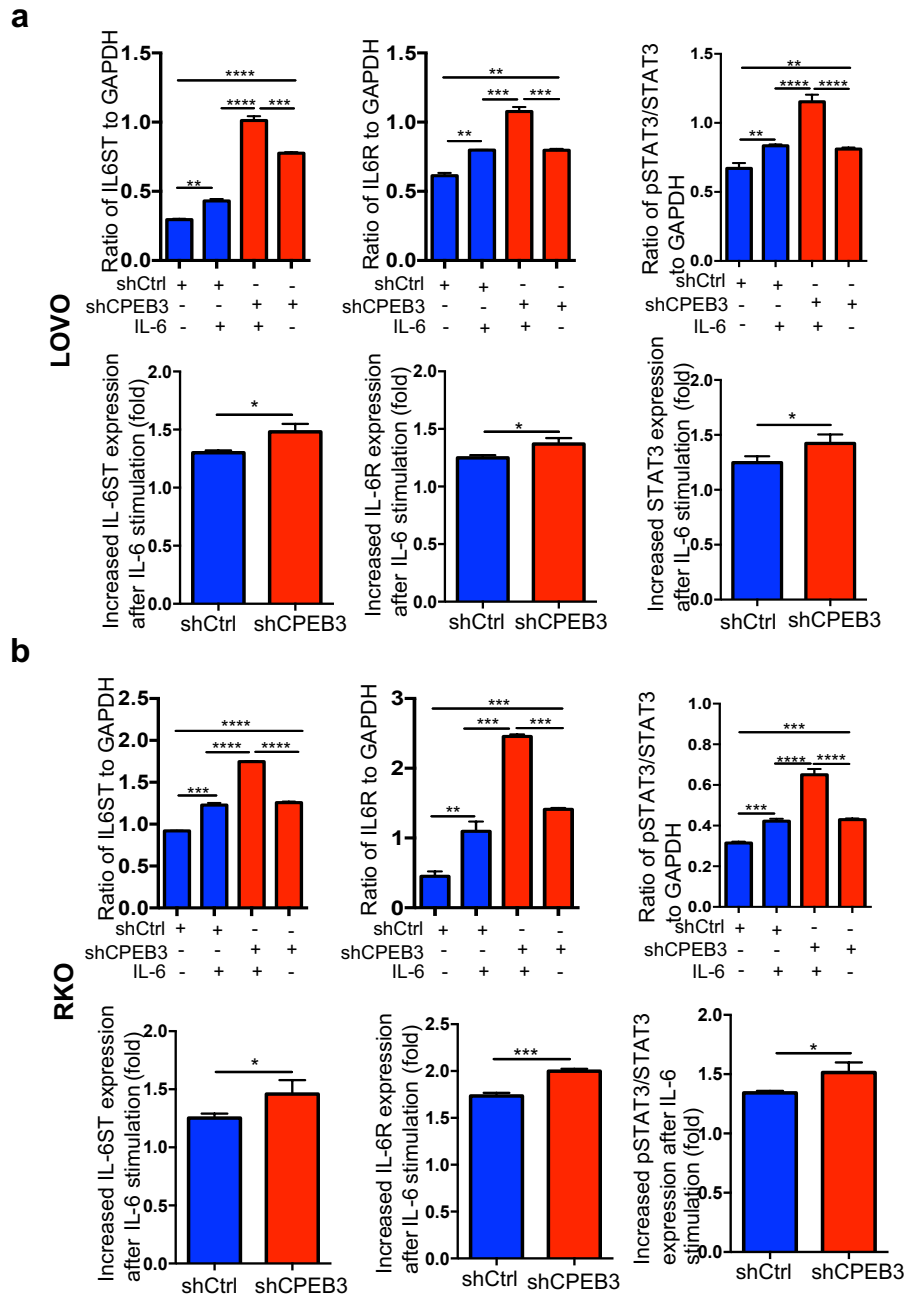 a
LOVO
Ratio of IL6ST to GAPDH
1.5
1.0
0.5
0.0
****
**** ***
**
shCtrl + + - -
shCPEB3 - - + +
IL-6 - + + -
Ratio of IL6R to GAPDH
1.5
1.0
0.5
0.0
**
*** ***
**
shCtrl + + - -
shCPEB3 - - + +
IL-6 - + + -
Ratio of pSTAT3/STAT3
to GAPDH
1.5
1.0
0.5
0.0
**
**** ****
**
shCtrl + + - -
shCPEB3 - - + +
IL-6 - + + -
Increased IL-6ST expression
after IL-6 stimulation (fold)
2.0
1.5
1.0
0.5
0.0
*
shCtrl shCPEB3
Increased IL-6R expression
after IL-6 stimulation (fold)
2.0
1.5
1.0
0.5
0.0
*
shCtrl shCPEB3
Increased STAT3 expression
after IL-6 stimulation (fold)
2.0
1.5
1.0
0.5
0.0
*
shCtrl shCPEB3
b
RKO
Ratio of IL6ST to GAPDH
2.5
2.0
1.5
1.0
0.5
0.0
****
**** ****
***
shCtrl + + - -
shCPEB3 - - + +
IL-6 - + + -
Ratio of IL6R to GAPDH
3
2
1
0
***
*** ***
**
shCtrl + + - -
shCPEB3 - - + +
IL-6 - + + -
Ratio of pSTAT3/STAT3
to GAPDH
1.0
0.8
0.6
0.4
0.2
0.0
***
**** ****
***
shCtrl + + - -
shCPEB3 - - + +
IL-6 - + + -
Increased IL-6ST expression
after IL-6 stimulation (fold)
2.0
1.5
1.0
0.5
0.0
*
shCtrl shCPEB3
Increased IL-6R expression
after IL-6 stimulation (fold)
2.5
2.0
1.5
1.0
0.5
0.0
***
shCtrl shCPEB3
Increased pSTAT3/STAT3
expression after IL-6
stimulation (fold)
2.0
1.5
1.0
0.5
0.0
*
shCtrl shCPEB3